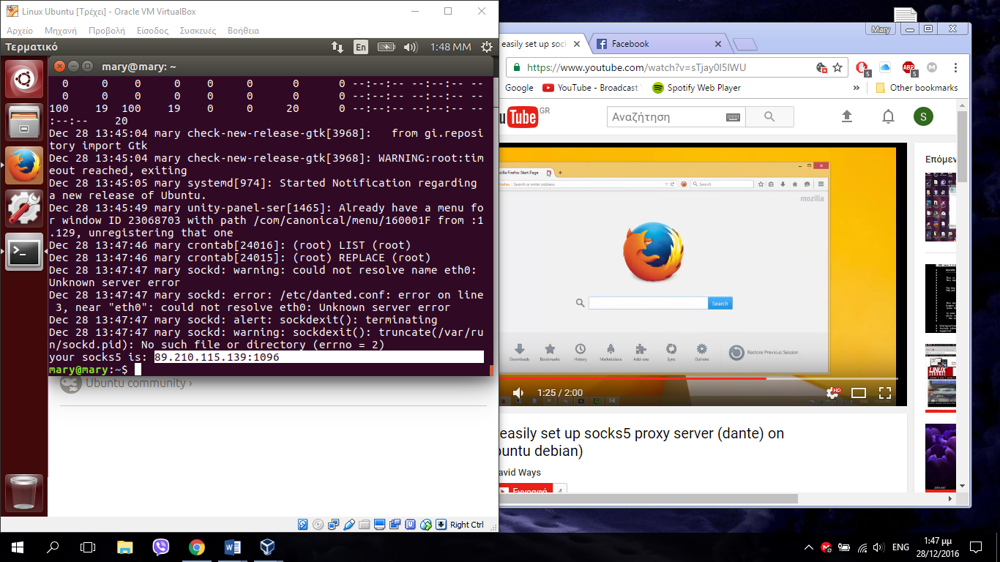 Linux Ubuntu [Τρέχει] - Oracle VM VirtualBox
Αρχείο Μηχανή Προβολή Είσοδος Συσκευές Βοήθεια
Τερματικό En 1:48 ΜΜ
mary@mary: ~
0 0 0 0 0 0 0 0 --:--:-- --:--:-- --
0 0 0 0 0 0 0 0 --:--:-- --:--:-- --
100 19 100 19 0 0 20 0 --:--:-- --:--:-- --
:--:-- 20
Dec 28 13:45:04 mary check-new-release-gtk[3968]: from gi.reposi
tory import Gtk
Dec 28 13:45:04 mary check-new-release-gtk[3968]: WARNING:root:tim
eout reached, exiting
Dec 28 13:45:05 mary systemd[974]: Started Notification regarding
a new release of Ubuntu.
Dec 28 13:45:49 mary unity-panel-ser[1465]: Already have a menu fo
r window ID 23068703 with path /com/canonical/menu/160001F from :1
.129, unregistering that one
Dec 28 13:47:46 mary crontab[24016]: (root) LIST (root)
Dec 28 13:47:46 mary crontab[24015]: (root) REPLACE (root)
Dec 28 13:47:47 mary sockd: warning: could not resolve name eth0:
Unknown server error
Dec 28 13:47:47 mary sockd: error: /etc/danted.conf: error on line
3, near "eth0": could not resolve eth0: Unknown server error
Dec 28 13:47:47 mary sockd: alert: sockdexit(): terminating
Dec 28 13:47:47 mary sockd: warning: sockdexit(): truncate(/var/ru
n/sockd.pid): No such file or directory (errno = 2)
your socks5 is: 89.210.115.139:1096
mary@mary:~$
Ubuntu community ›
Right Ctrl
Mary
easily set up sock
Facebook
https://www.youtube.com/watch?v=sTjay0I5lWU
5 5
Google YouTube - Broadcast Spotify Web Player » Other bookmarks
YouTube GR
Αναζήτηση
S
Mozilla Firefox Start Page
Search or enter address
Search
mozilla
Search
Downloads Bookmarks History Marketplace Add-ons Sync Options Restore Previous Session
1:25 / 2:00
HD
easily set up socks5 proxy server (dante) on
buntu debian)
avid Ways
Εγγραφή 4
Επόμεν
LINUX
JOURNAL
ENG
1:47 μμ
28/12/2016